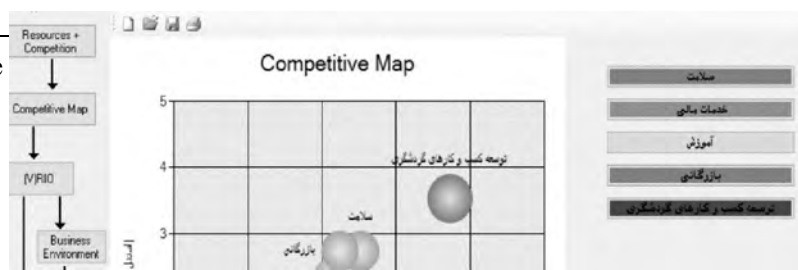 Resources +
Competition
e
Competitive Map
(V)RIO
Business
Environment
Competitive Map
5
4
3
توسعه کسب و کارهای گردشگری
سلامت
بازرگانی
سلامت
خدمات مالی
آموزش
بازرگانی
توسعه کسب و کارهای گردشگری